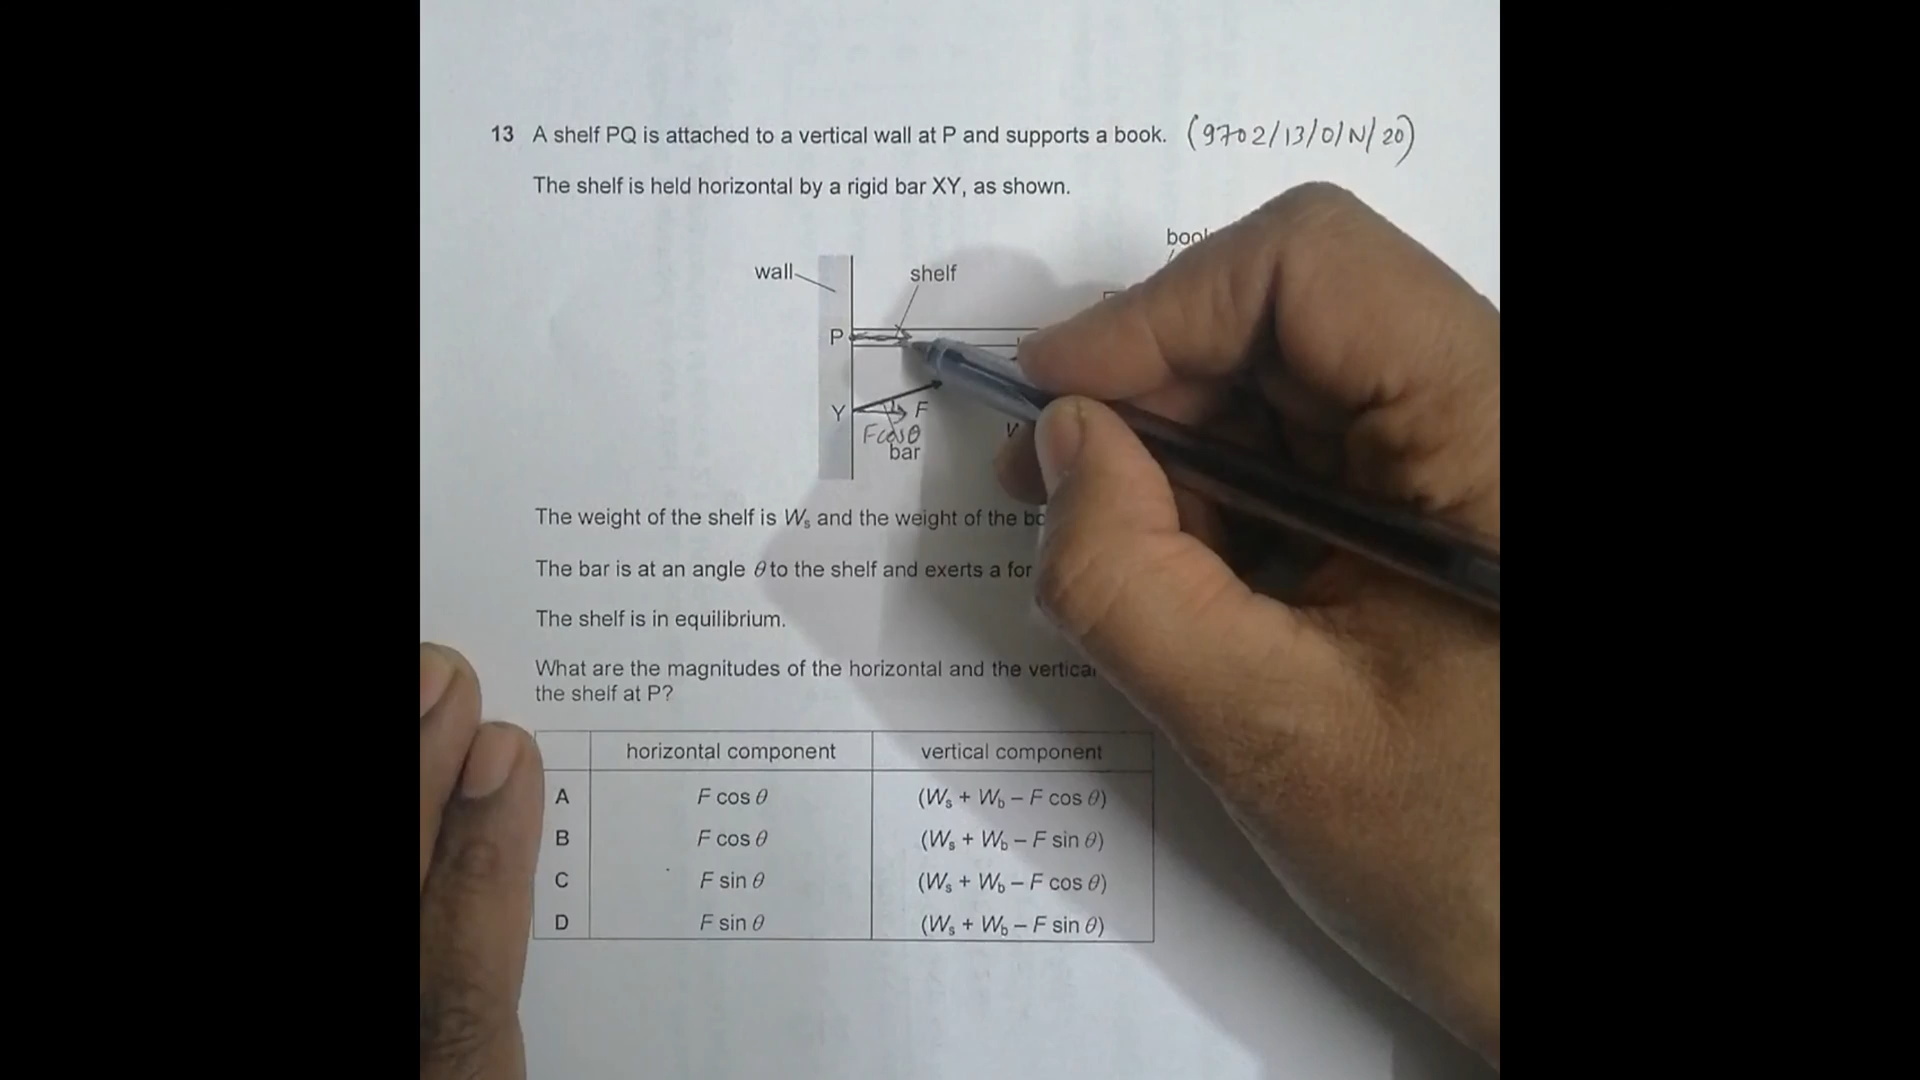 13 A shelf PQ is attached to a vertical wall at P and supports a book. (9702/13/O/N/20)
The shelf is held horizontal by a rigid bar XY, as shown.
wall
shelf
P
Y
F
F cosθ
bar
The weight of the shelf is Ws and the weight of the
The bar is at an angle θ to the shelf and exerts a
The shelf is in equilibrium.
What are the magnitudes of the horizontal and the vertical
the shelf at P?
horizontal component vertical component
A F cos θ (Ws + Wb – F cos θ)
B F cos θ (Ws + Wb – F sin θ)
C F sin θ (Ws + Wb – F cos θ)
D F sin θ (Ws + Wb – F sin θ)